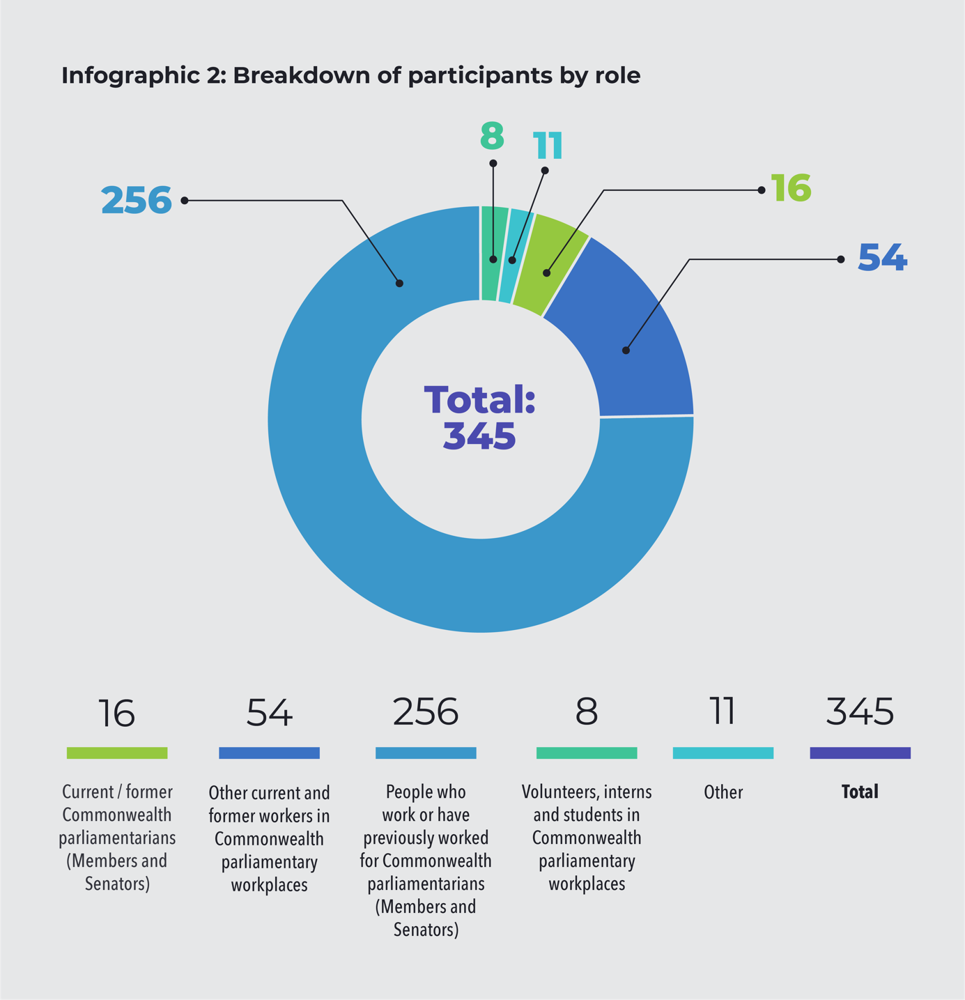 Infographic 2: Breakdown of participants by role
8
11
256
16
54
Total:
345
16
54
256
8
11
345
Current / former
Commonwealth
parliamentarians
(Members and
Senators)
Other current and
former workers in
Commonwealth
parliamentary
workplaces
People who
work or have
previously worked
for Commonwealth
parliamentarians
(Members and
Senators)
Volunteers, interns
and students in
Commonwealth
parliamentary
workplaces
Other
Total